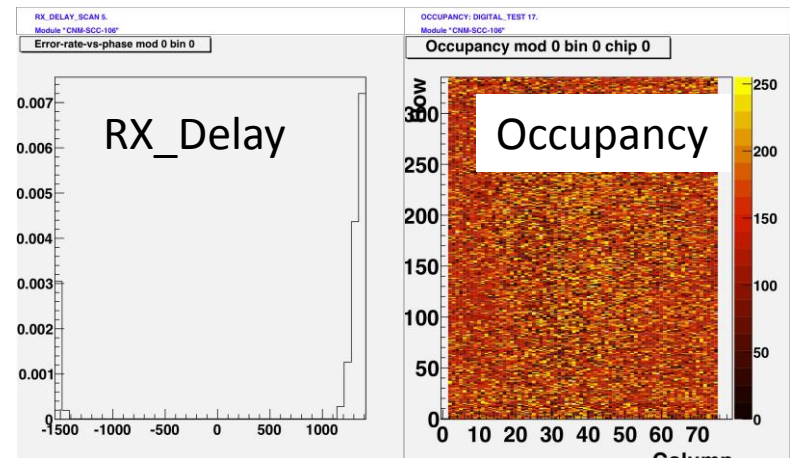 RX_DELAY_SCAN 5.
Module "CNM-SCC-106"
Error-rate-vs-phase mod 0 bin 0
RX_Delay
0.007
0.006
0.005
0.004
0.003
0.002
0.001
0
-1500 -1000 -500 0 500 1000
OCCUPANCY: DIGITAL_TEST 17.
Module "CNM-SCC-106"
Occupancy mod 0 bin 0 chip 0
Occupancy
300
250
200
150
100
50
0
0 10 20 30 40 50 60 70
250
200
150
100
50
0